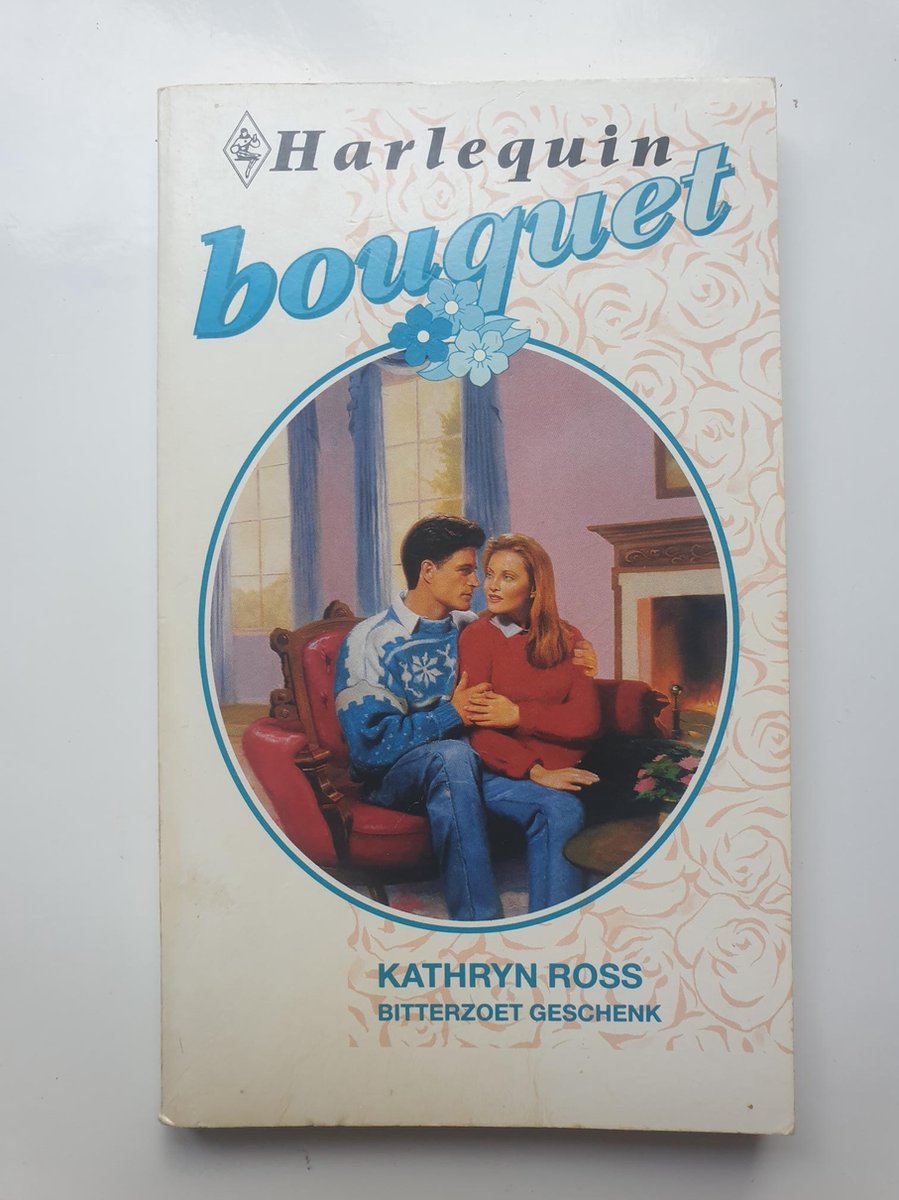 Harlequin
bouquet
KATHRYN ROSS
BITTERZOET GESCHENK